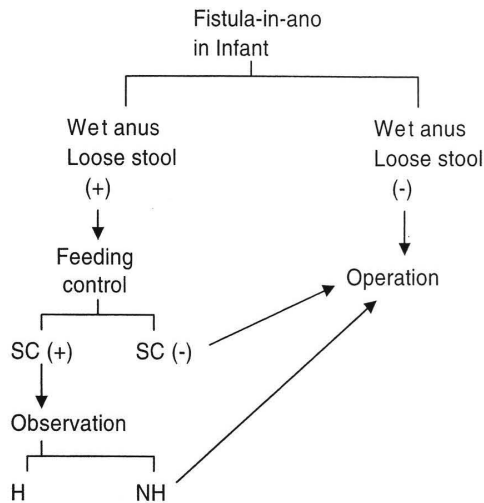 Fistula-in-ano
in Infant
Wet anus
Loose stool
(+)
Wet anus
Loose stool
(-)
Feeding
control
Operation
SC (+)
SC (-)
Observation
H
NH